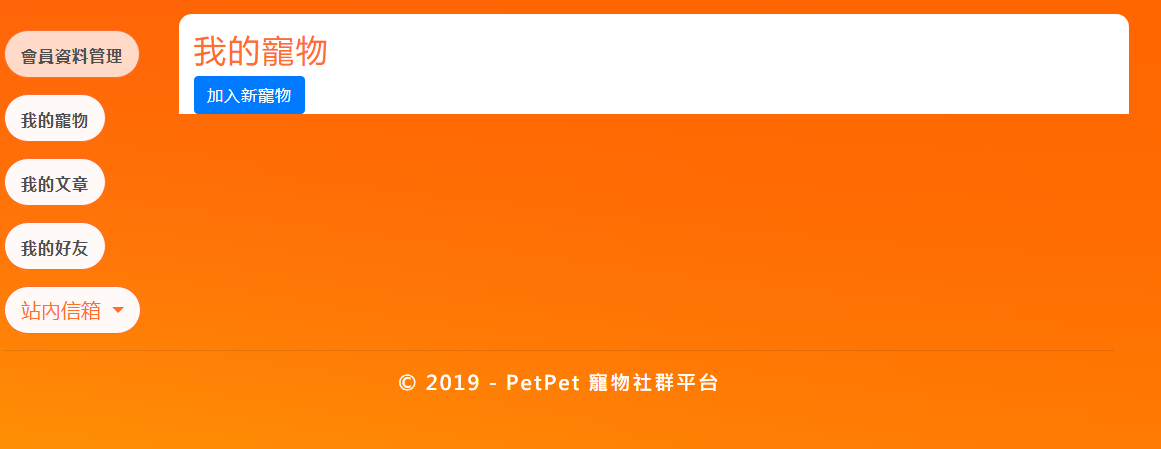 會員資料管理
我的寵物
我的文章
我的好友
站內信箱
我的寵物
加入新寵物
© 2019 - PetPet 寵物社群平台